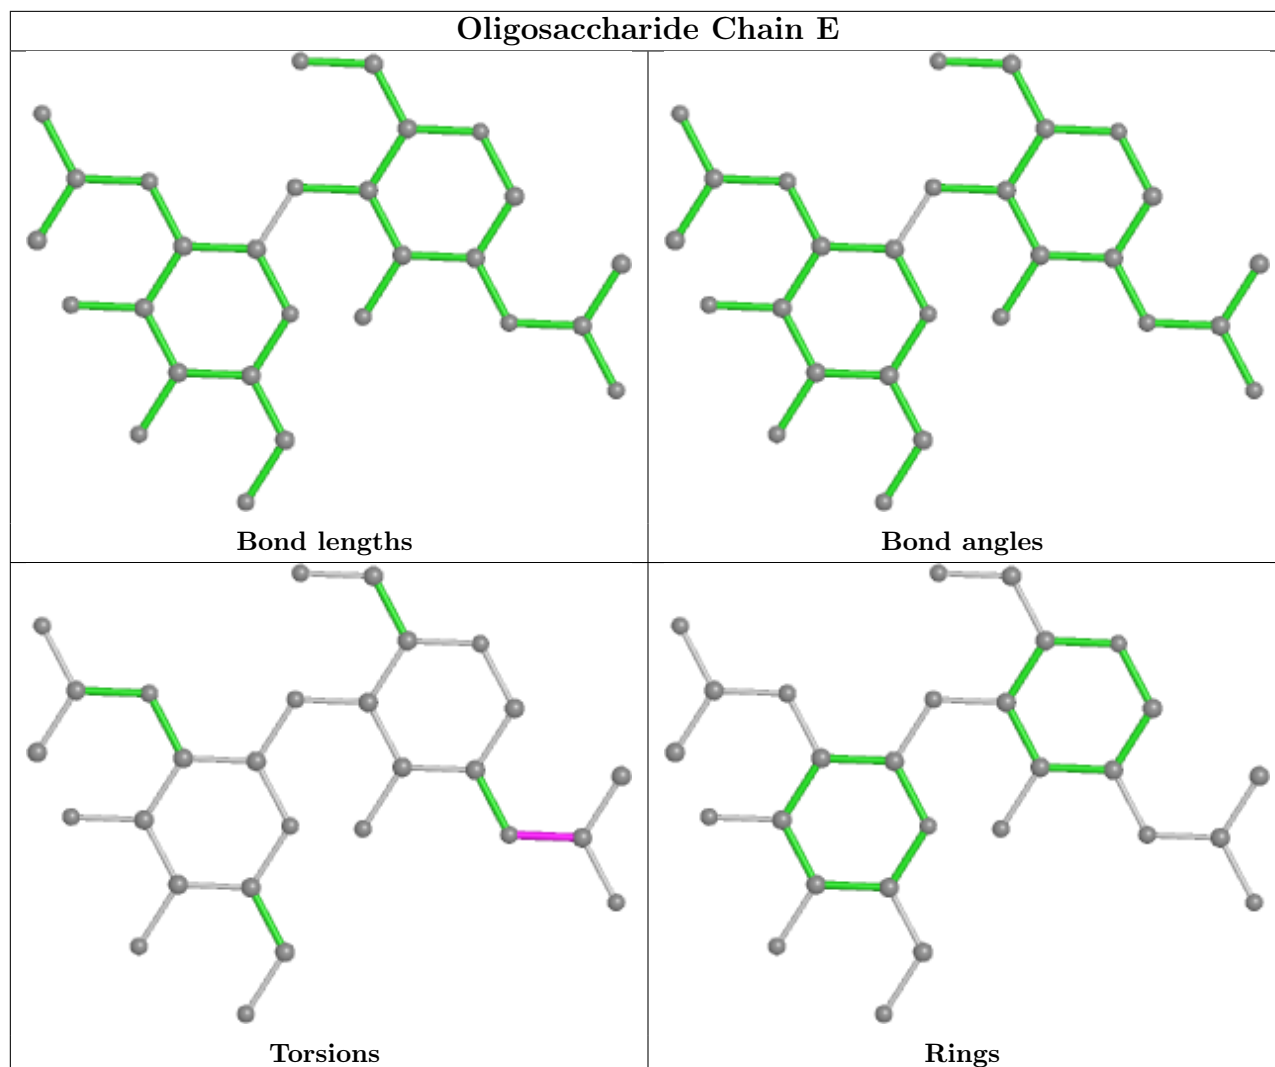 Oligosaccharide Chain E
Bond lengths
Bond angles
Torsions
Rings